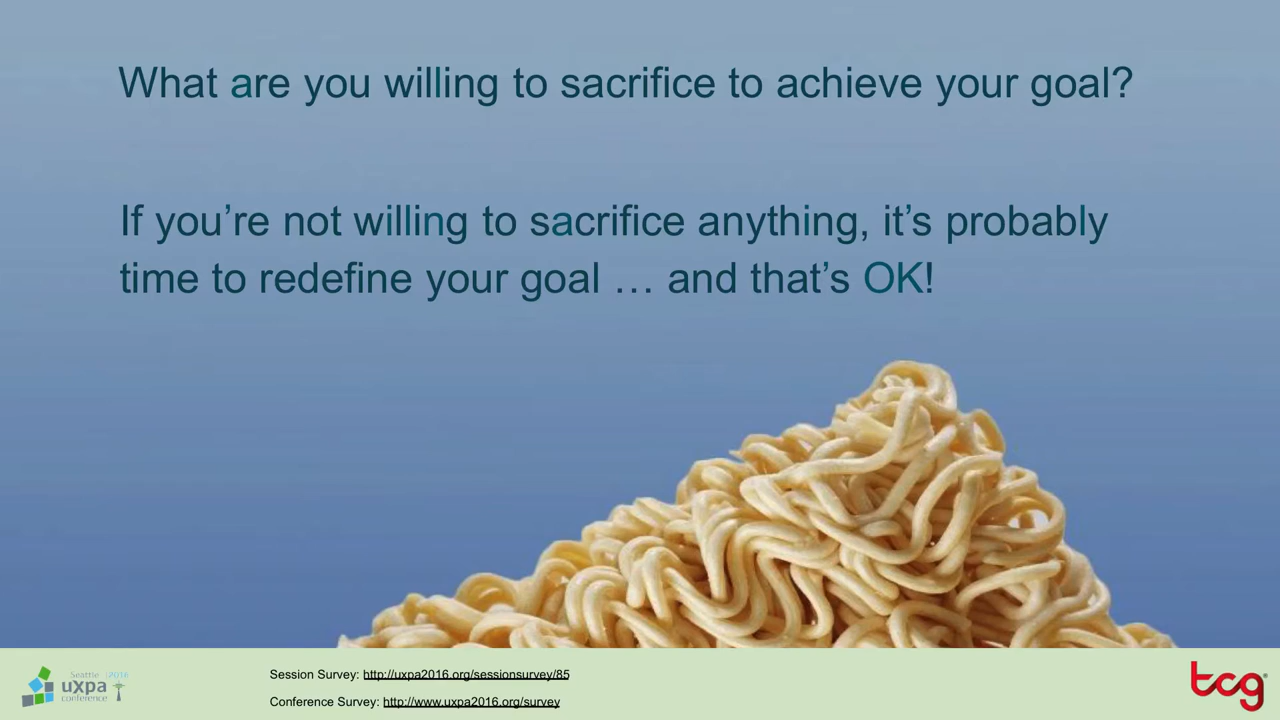 What are you willing to sacrifice to achieve your goal?
If you’re not willing to sacrifice anything, it’s probably
time to redefine your goal … and that’s OK!
Seattle 2016
uxpa
conference
Session Survey: http://uxpa2016.org/sessionsurvey/85
Conference Survey: http://www.uxpa2016.org/survey
tcg®